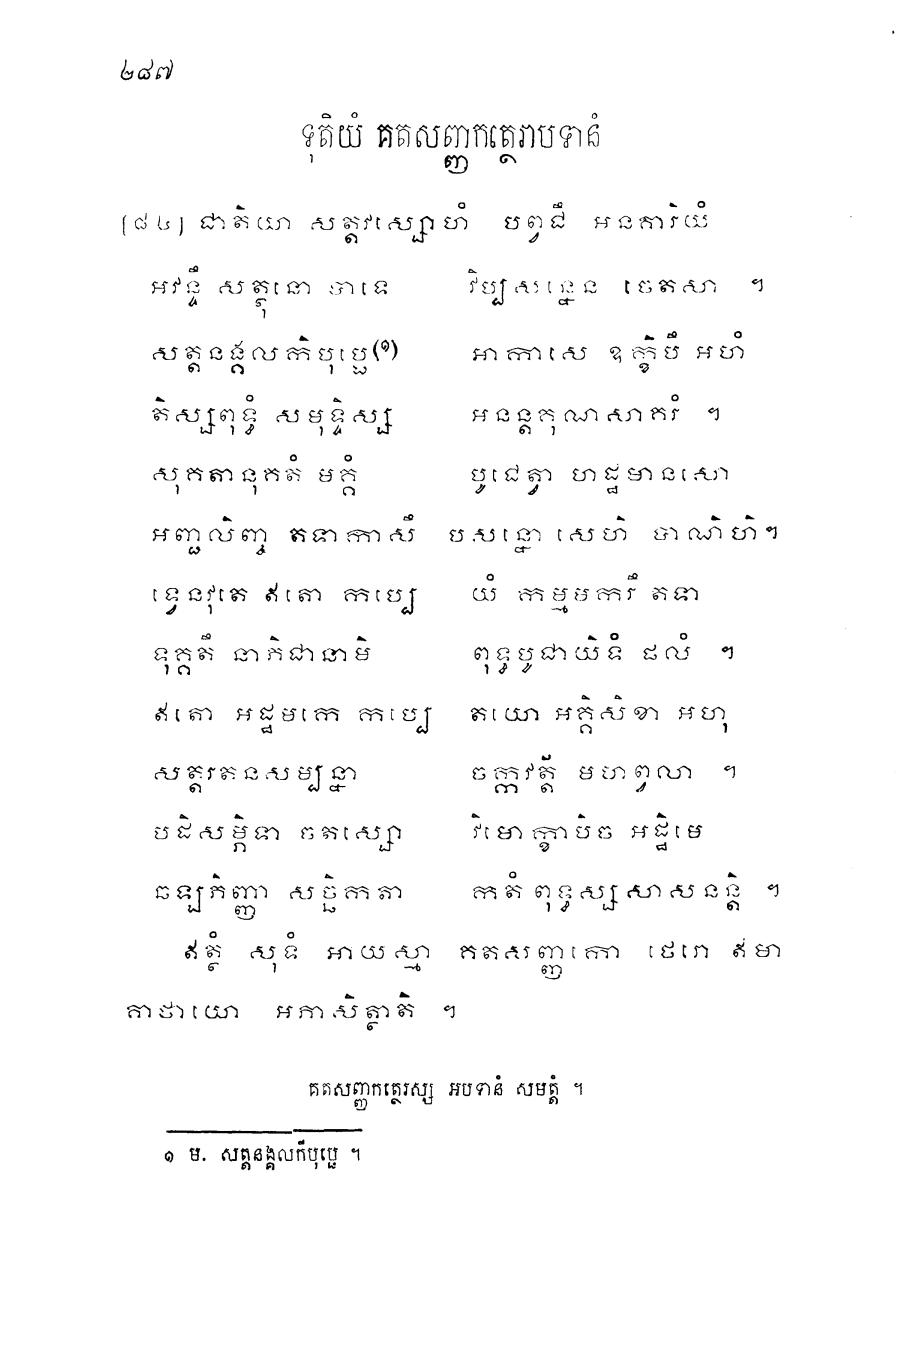 ២៨៧
ទុតិយំ គតសញ្ញកត្ថេរាបទានំ
[៨៤] ជាតិយា សត្តវស្សោហំ បព្វជឹ អនគារិយំ
អវន្ទឹ សត្ថុនោ បាទេ វិប្បសន្នេន ចេតសា ។
សត្តនង្គលកិបុប្ផេ(១) អាកាសេ ឧក្ខិបឹ អហំ
តិស្សពុទ្ធំ សមុទ្ទិស្ស អនន្តគុណសាគរំ ។
សុគតានុគតំ មគ្គំ បូជេត្វា ហដ្ឋមានសោ
អញ្ជលិញ្ច តទាកាសឹ បសន្នោ សេហិ បាណិហិ។
ទ្វេនវុតេ ឥតោ កប្បេ យំ កម្មមករឹ តទា
ទុគ្គតឹ នាភិជានាមិ ពុទ្ធបូជាយិទំ ផលំ ។
ឥតោ អដ្ឋមកេ កប្បេ តយោ អគ្គិសិខា អហុ
សត្តរតនសម្បន្នា ចក្កវត្តី មហព្វលា ។
បដិសម្ភិទា ចតស្សោ វិមោក្ខាបិច អដ្ឋិមេ
ឆឡភិញ្ញា សច្ឆិកតា កតំ ពុទ្ធស្សសាសនន្តិ ។
ឥត្ថំ សុទំ អាយស្មា គតសញ្ញកោ ថេរោ ឥមា
គាថាយោ អភាសិត្ថាតិ ។
គតសញ្ញកត្ថេរស្ស អបទានំ សមត្តំ ។
១ ម. សត្តនង្គលកីបុប្ផេ ។